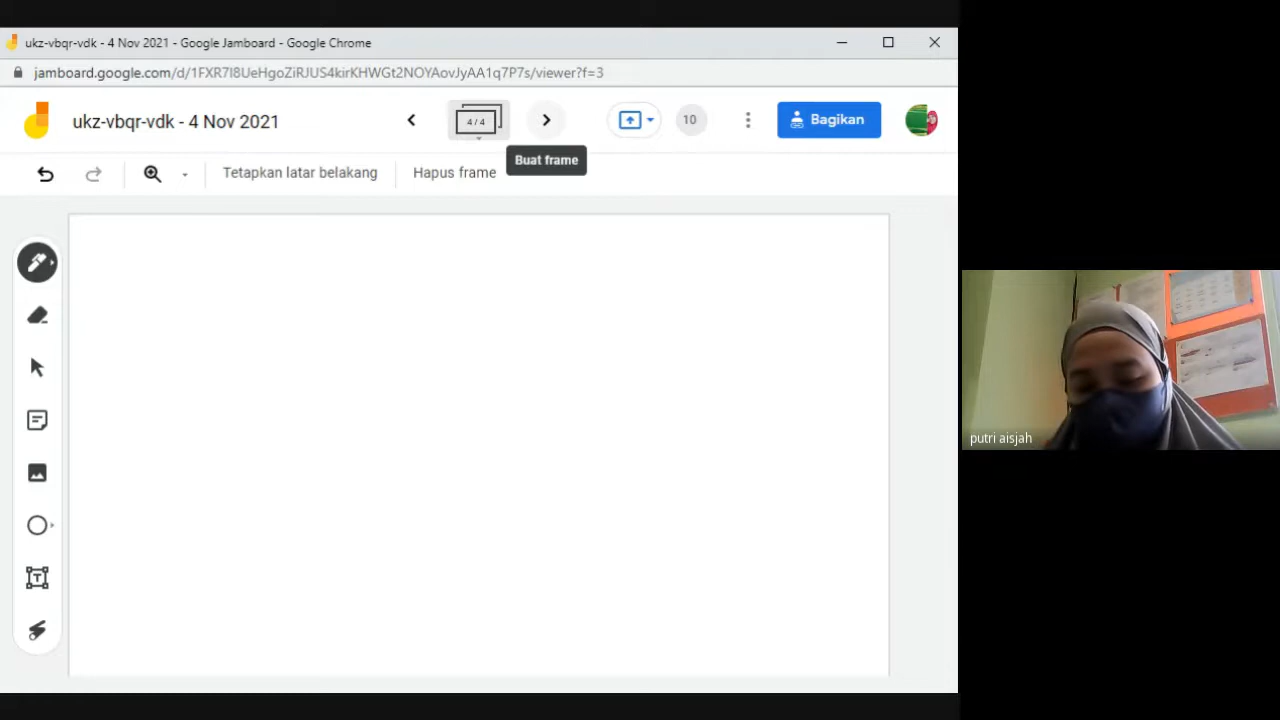 ukz-vbqr-vdk - 4 Nov 2021 - Google Jamboard - Google Chrome
jamboard.google.com/d/1FXR7I8UeHgoZiRJUS4kirKHWGt2NOYAovJyAA1q7P7s/viewer?f=3
ukz-vbqr-vdk - 4 Nov 2021
4 / 4
10
Bagikan
Buat frame
Tetapkan latar belakang
Hapus frame
putri aisjah